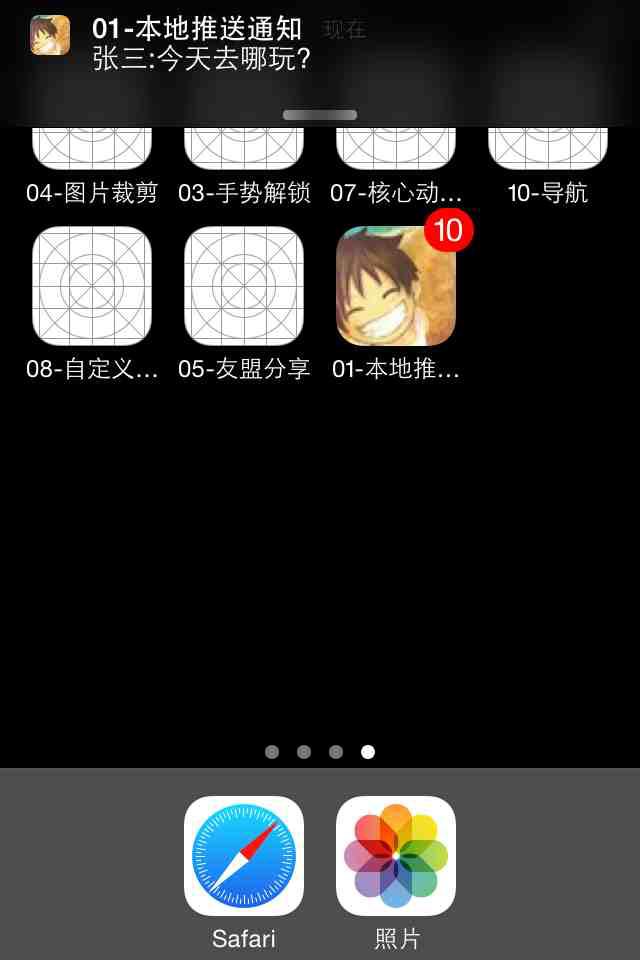 01-本地推送通知 现在
张三:今天去哪玩?
04-图片裁剪 03-手势解锁 07-核心动... 10-导航
10
08-自定义... 05-友盟分享 01-本地推...
Safari 照片